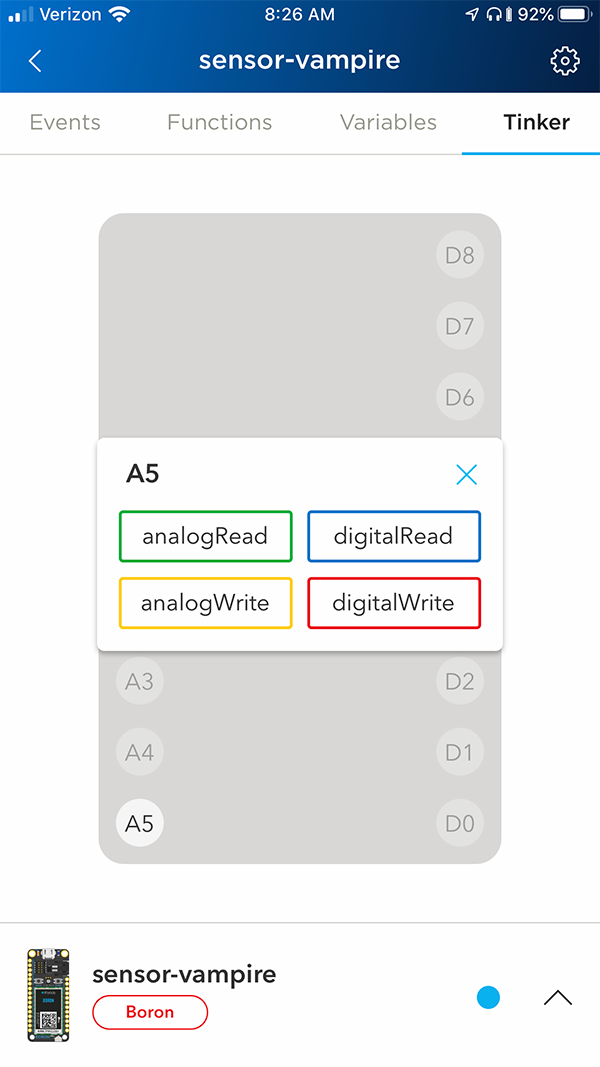 Verizon 8:26 AM 92%
sensor-vampire
Events Functions Variables Tinker
D8
D7
D6
A5
analogRead digitalRead
analogWrite digitalWrite
A3 D2
A4 D1
A5 D0
sensor-vampire
Boron